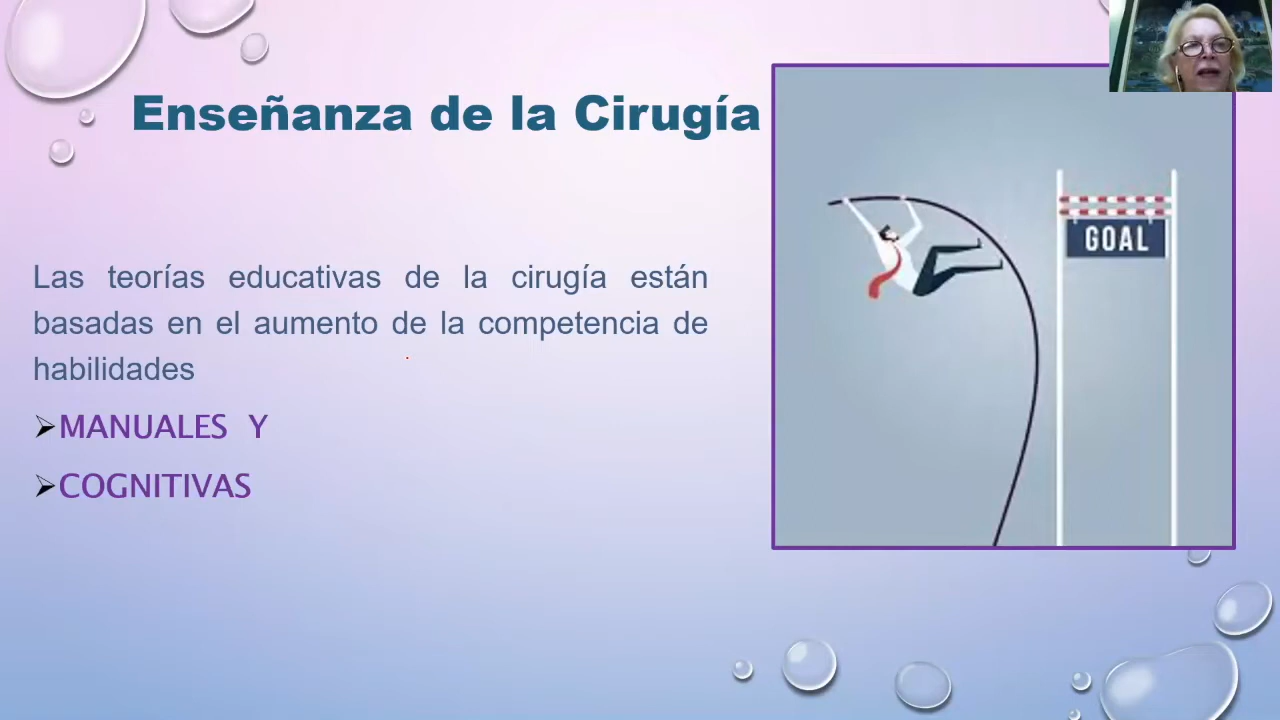 Enseñanza de la Cirugía
Las teorías educativas de la cirugía están
basadas en el aumento de la competencia de
habilidades
MANUALES Y
COGNITIVAS
GOAL